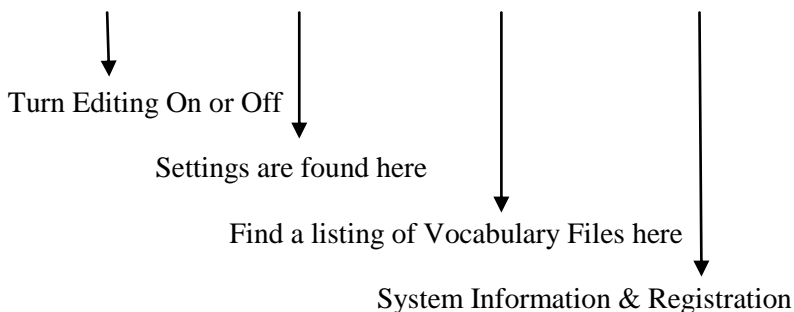 Turn Editing On or Off
Settings are found here
Find a listing of Vocabulary Files here
System Information & Registration